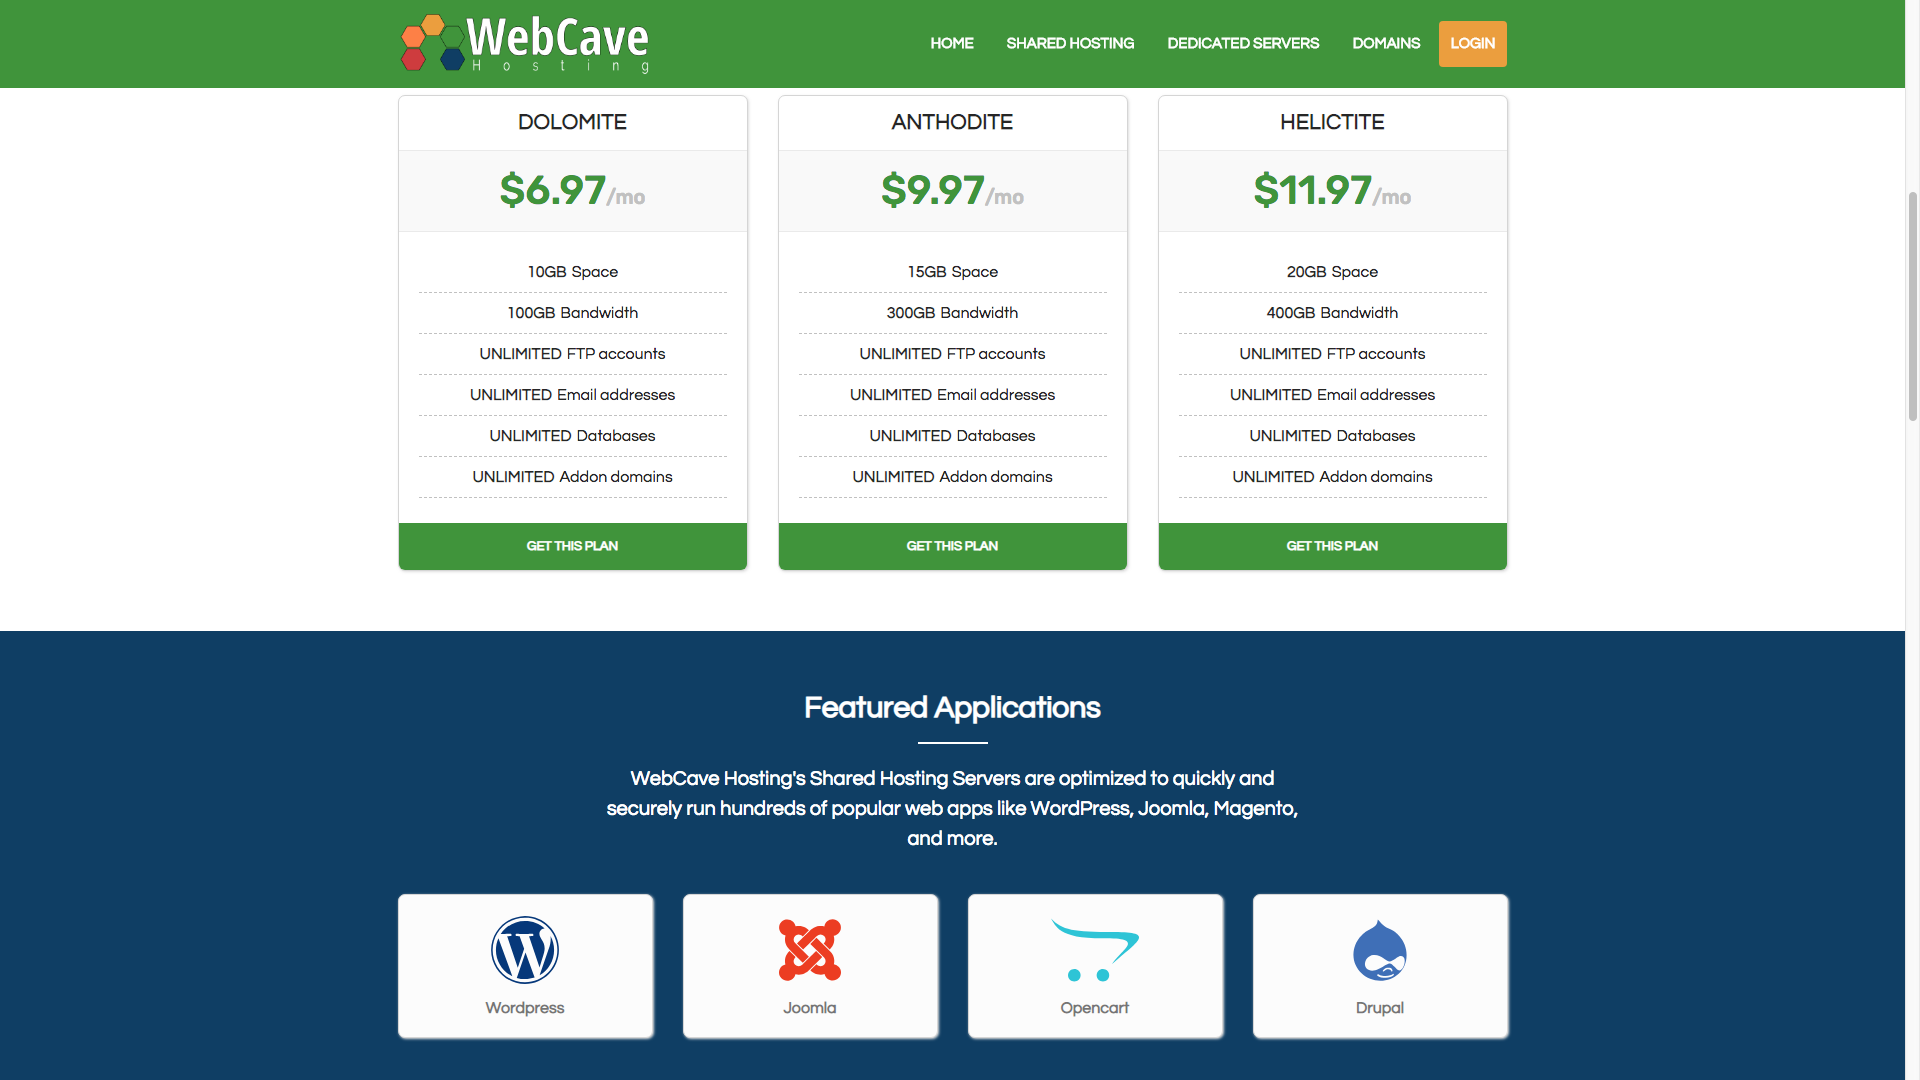 WebCave
Hosting
HOME SHARED HOSTING DEDICATED SERVERS DOMAINS LOGIN
DOLOMITE
$6.97/mo
10GB Space
100GB Bandwidth
UNLIMITED FTP accounts
UNLIMITED Email addresses
UNLIMITED Databases
UNLIMITED Addon domains
GET THIS PLAN
ANTHODITE
$9.97/mo
15GB Space
300GB Bandwidth
UNLIMITED FTP accounts
UNLIMITED Email addresses
UNLIMITED Databases
UNLIMITED Addon domains
GET THIS PLAN
HELICTITE
$11.97/mo
20GB Space
400GB Bandwidth
UNLIMITED FTP accounts
UNLIMITED Email addresses
UNLIMITED Databases
UNLIMITED Addon domains
GET THIS PLAN
Featured Applications
WebCave Hosting's Shared Hosting Servers are optimized to quickly and
securely run hundreds of popular web apps like WordPress, Joomla, Magento,
and more.
Wordpress
Joomla
Opencart
Drupal